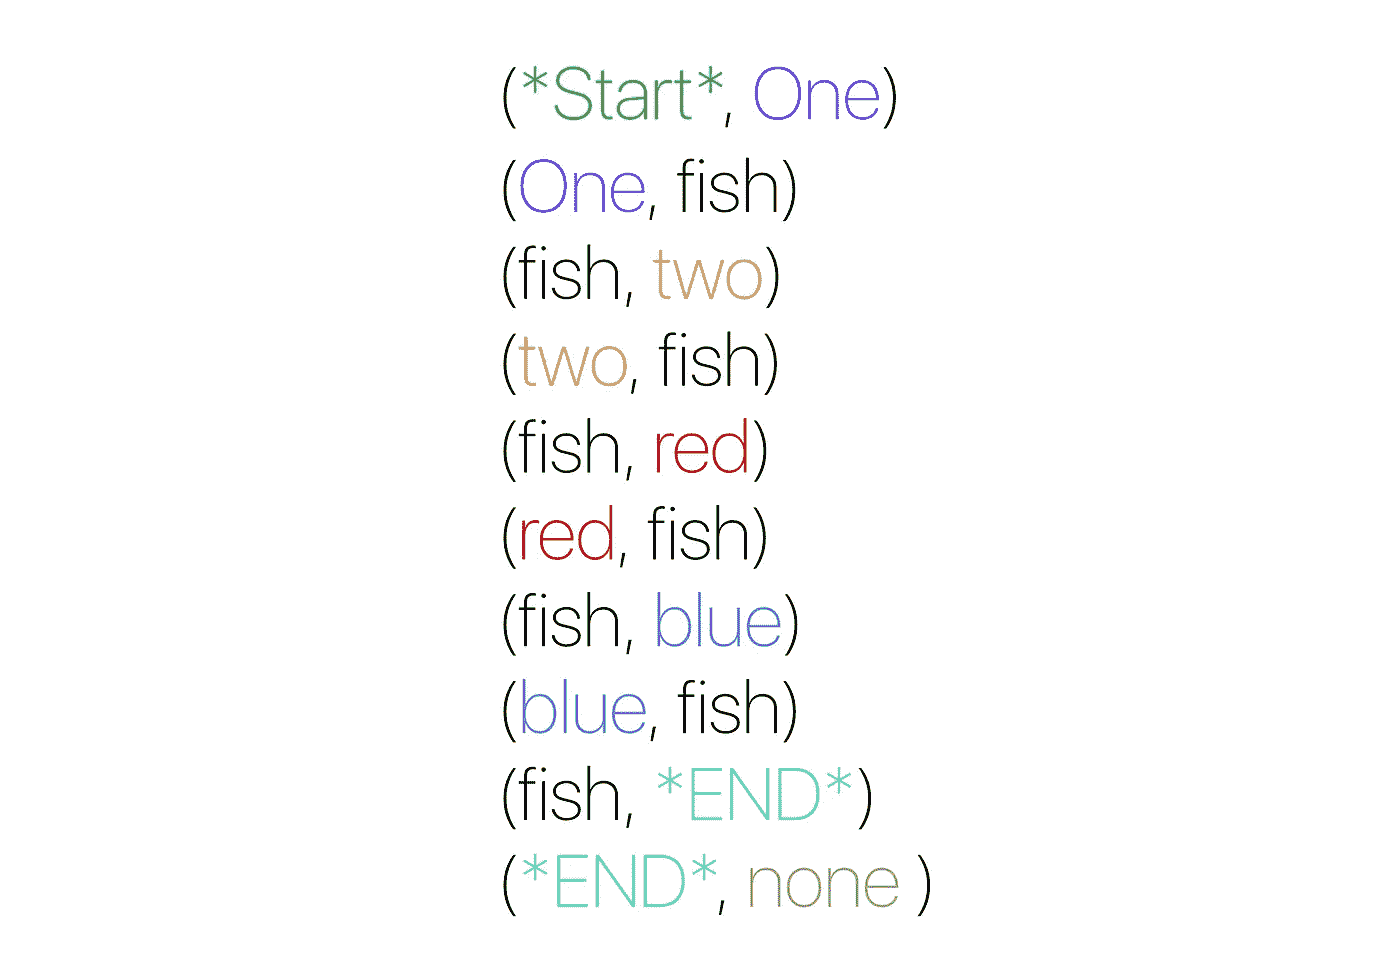 (*Start*, One)
(One, fish)
(fish, two)
(two, fish)
(fish, red)
(red, fish)
(fish, blue)
(blue, fish)
(fish, *END*)
(*END*, none )